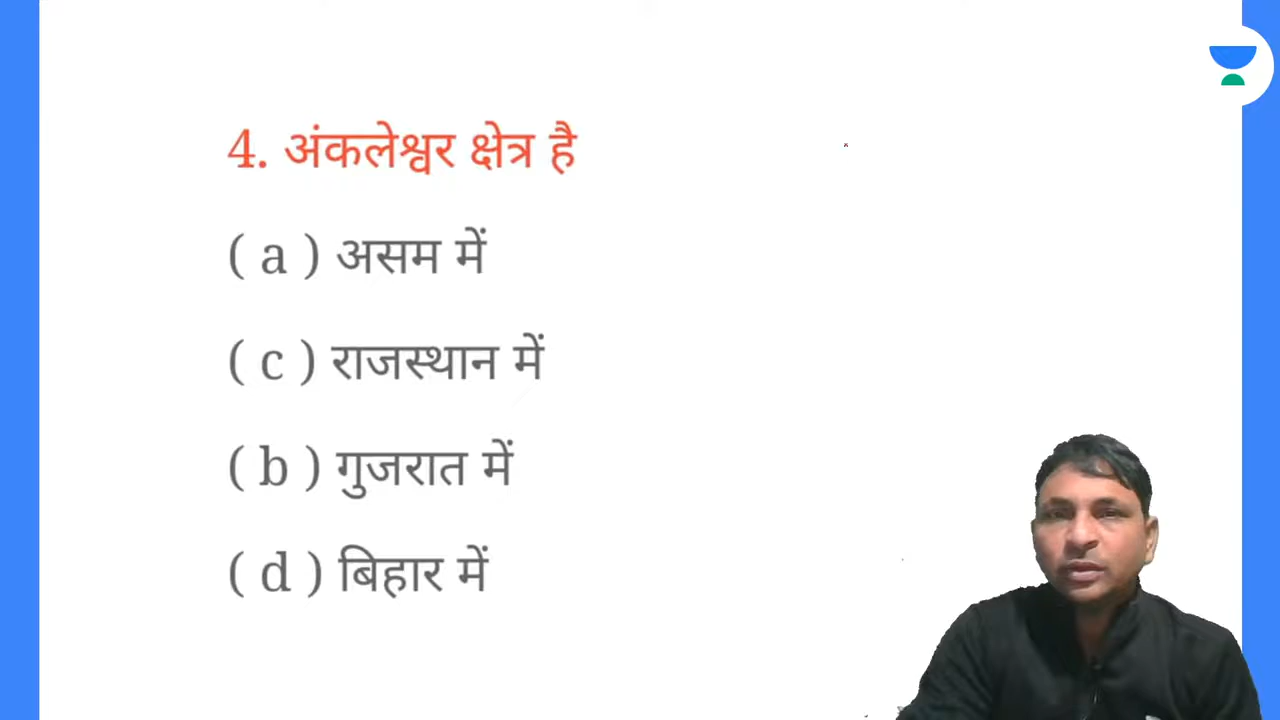 4. अंकलेश्वर क्षेत्र है
( a ) असम में
( c ) राजस्थान में
( b ) गुजरात में
( d ) बिहार में